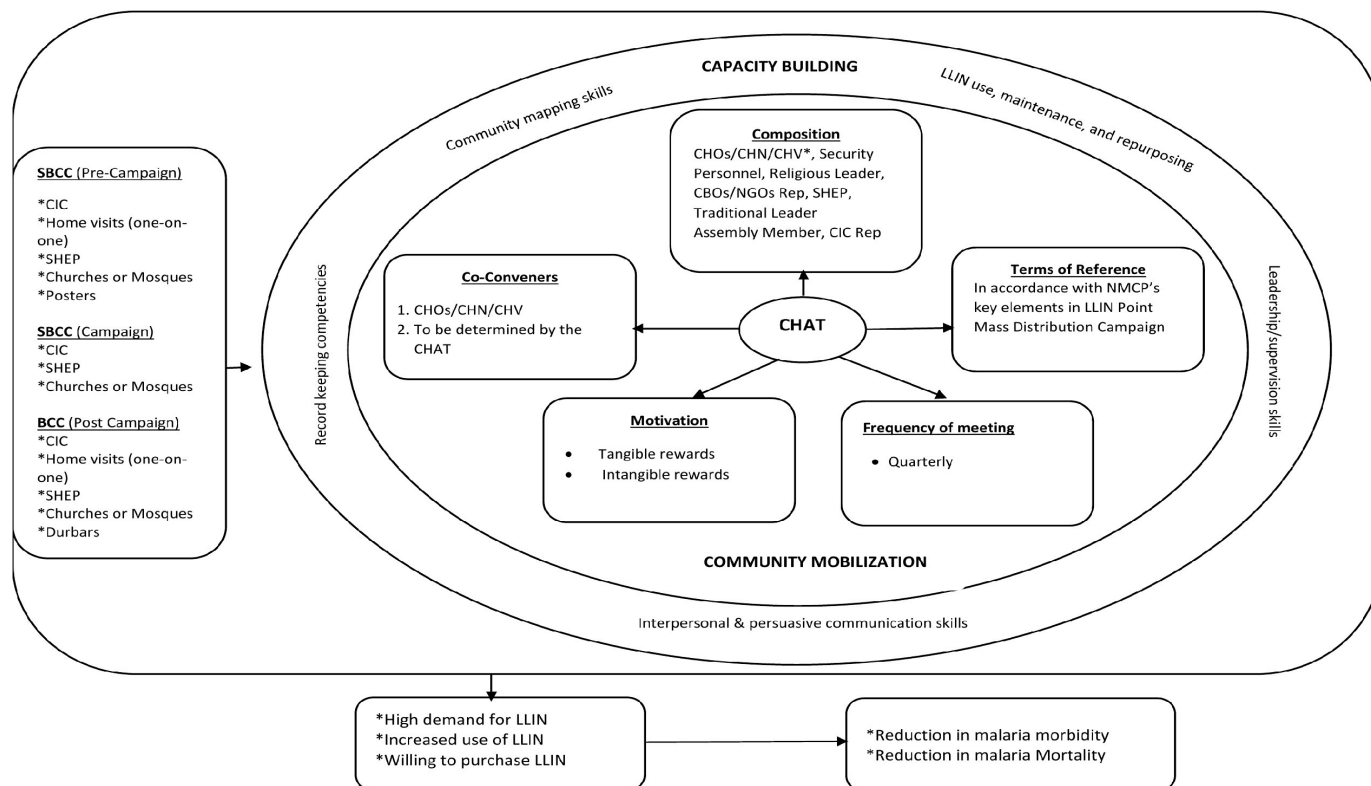 SBCC (Pre-Campaign)
*CIC
*Home visits (one-on-
one)
*SHEP
*Churches or Mosques
*Posters
SBCC (Campaign)
*CIC
*SHEP
*Churches or Mosques
BCC (Post Campaign)
*CIC
*Home visits (one-on-
one)
*SHEP
*Churches or Mosques
*Durbars
CAPACITY BUILDING
Community mapping skills
LLIN use, maintenance, and repurposing
Record keeping competencies
Leadership/supervision skills
Interpersonal & persuasive communication skills
Composition
CHOs/CHN/CHV*, Security
Personnel, Religious Leader,
CBOs/NGOs Rep, SHEP,
Traditional Leader
Assembly Member, CIC Rep
Co-Conveners
1. CHOs/CHN/CHV
2. To be determined by the
CHAT
CHAT
Terms of Reference
In accordance with NMCP's
key elements in LLIN Point
Mass Distribution Campaign
Motivation
• Tangible rewards
• Intangible rewards
Frequency of meeting
• Quarterly
COMMUNITY MOBILIZATION
*High demand for LLIN
*Increased use of LLIN
*Willing to purchase LLIN
*Reduction in malaria morbidity
*Reduction in malaria Mortality